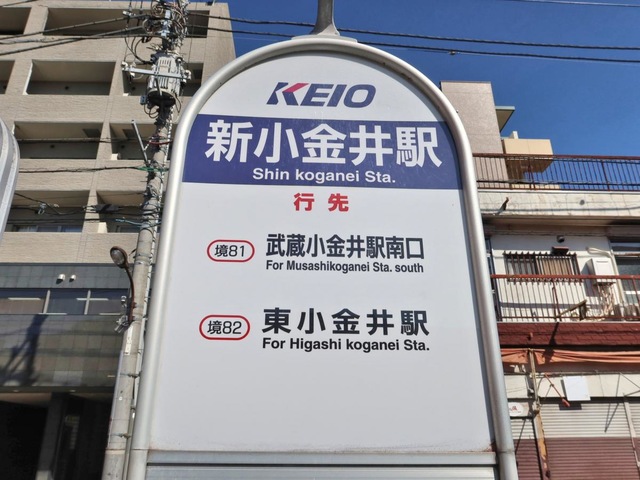 KEIO
新小金井駅
Shin koganei Sta.
行先
境81 武蔵小金井駅南口
For Musashikoganei Sta. south
境82 東小金井駅
For Higashi koganei Sta.